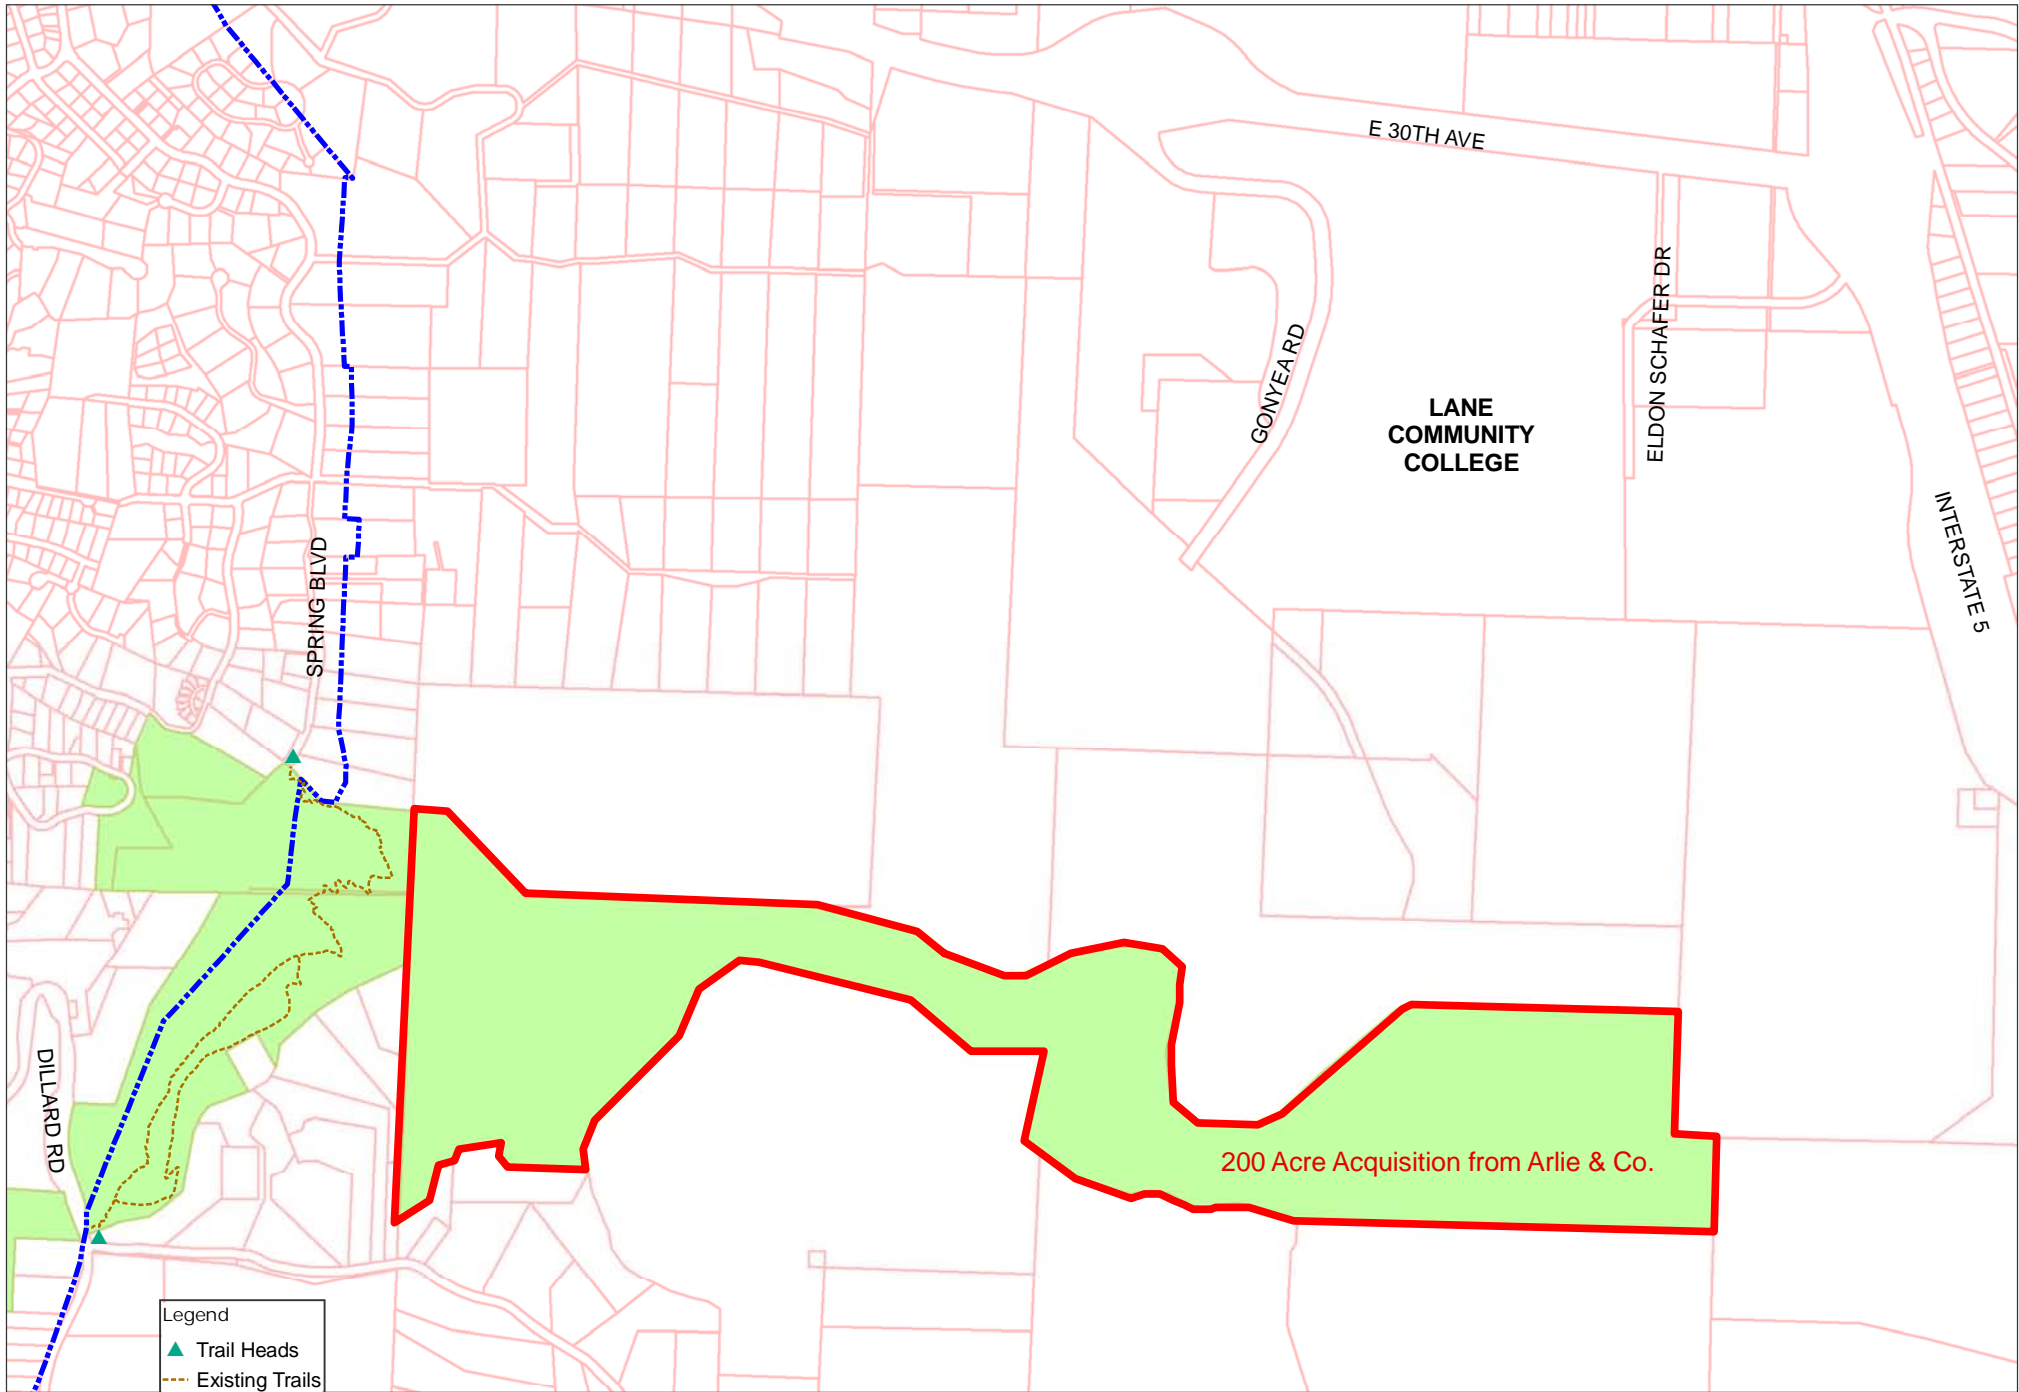 E 30TH AVE
GONYEA RD
ELDON SCHAFER DR
LANE
COMMUNITY
COLLEGE
INTERSTATE 5
SPRING BLVD
DILLARD RD
200 Acre Acquisition from Arlie & Co.
Legend
Trail Heads
Existing Trails